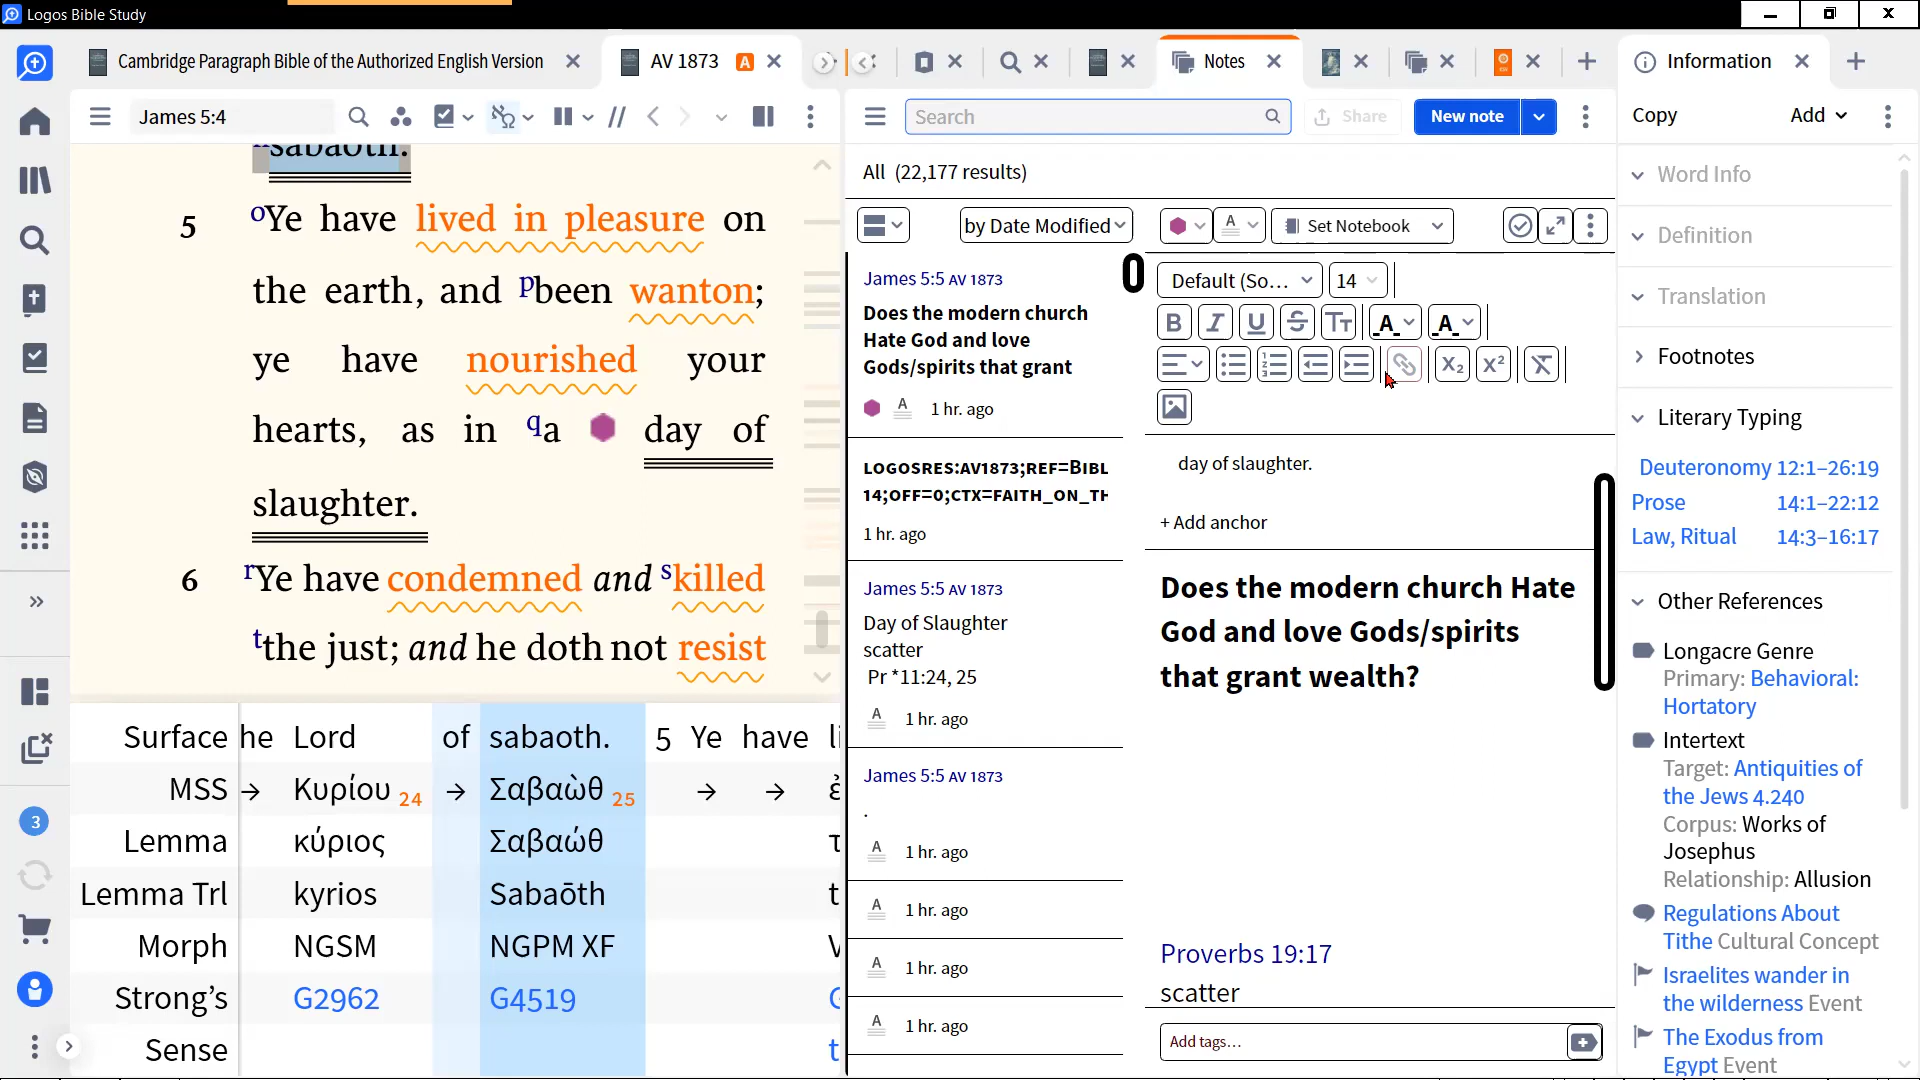 Logos Bible Study
Cambridge Paragraph Bible of the Authorized English Version
AV 1873 A
Notes
Information
James 5:4
Search
Share
New note
Copy
Add
sabaoth.
5 oYe have lived in pleasure on
the earth, and pbeen wanton;
ye have nourished your
hearts, as in qa day of
slaughter.
6 rYe have condemned and skilled
tthe just; and he doth not resist
Surface he Lord of sabaoth. 5 Ye have li
MSS → Κυρίου 24 → Σαβαὼθ 25 → → ἐ
Lemma κύριος Σαβαώθ τ
Lemma Trl kyrios Sabaōth t
Morph NGSM NGPM XF V
Strong’s G2962 G4519 G
Sense t
3
All (22,177 results)
by Date Modified
Set Notebook
James 5:5 AV 1873
Does the modern church
Hate God and love
Gods/spirits that grant
A 1 hr. ago
LOGOSRES:AV1873;REF=BIBL
14;OFF=0;CTX=FAITH_ON_TH
1 hr. ago
James 5:5 AV 1873
Day of Slaughter
scatter
Pr *11:24, 25
A 1 hr. ago
James 5:5 AV 1873
.
A 1 hr. ago
A 1 hr. ago
A 1 hr. ago
A 1 hr. ago
Default (So... 14
B I U S TT A A
X2 X2
day of slaughter.
+ Add anchor
Does the modern church Hate
God and love Gods/spirits
that grant wealth?
Proverbs 19:17
scatter
Add tags...
Word Info
Definition
Translation
Footnotes
Literary Typing
Deuteronomy 12:1–26:19
Prose 14:1–22:12
Law, Ritual 14:3–16:17
Other References
Longacre Genre
Primary: Behavioral:
Hortatory
Intertext
Target: Antiquities of
the Jews 4.240
Corpus: Works of
Josephus
Relationship: Allusion
Regulations About
Tithe Cultural Concept
Israelites wander in
the wilderness Event
The Exodus from
Egypt Event